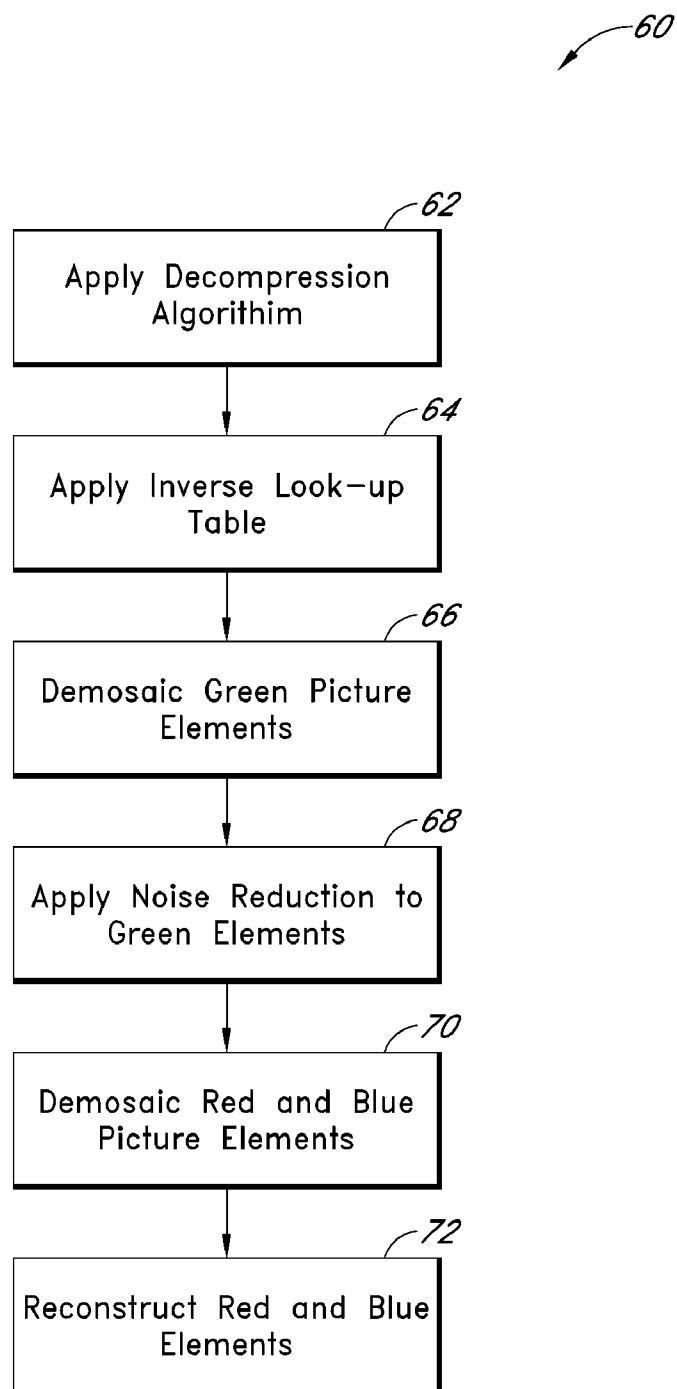 60
62
Apply Decompression
Algorithim
64
Apply Inverse Look-up
Table
66
Demosaic Green Picture
Elements
68
Apply Noise Reduction to
Green Elements
70
Demosaic Red and Blue
Picture Elements
72
Reconstruct Red and Blue
Elements